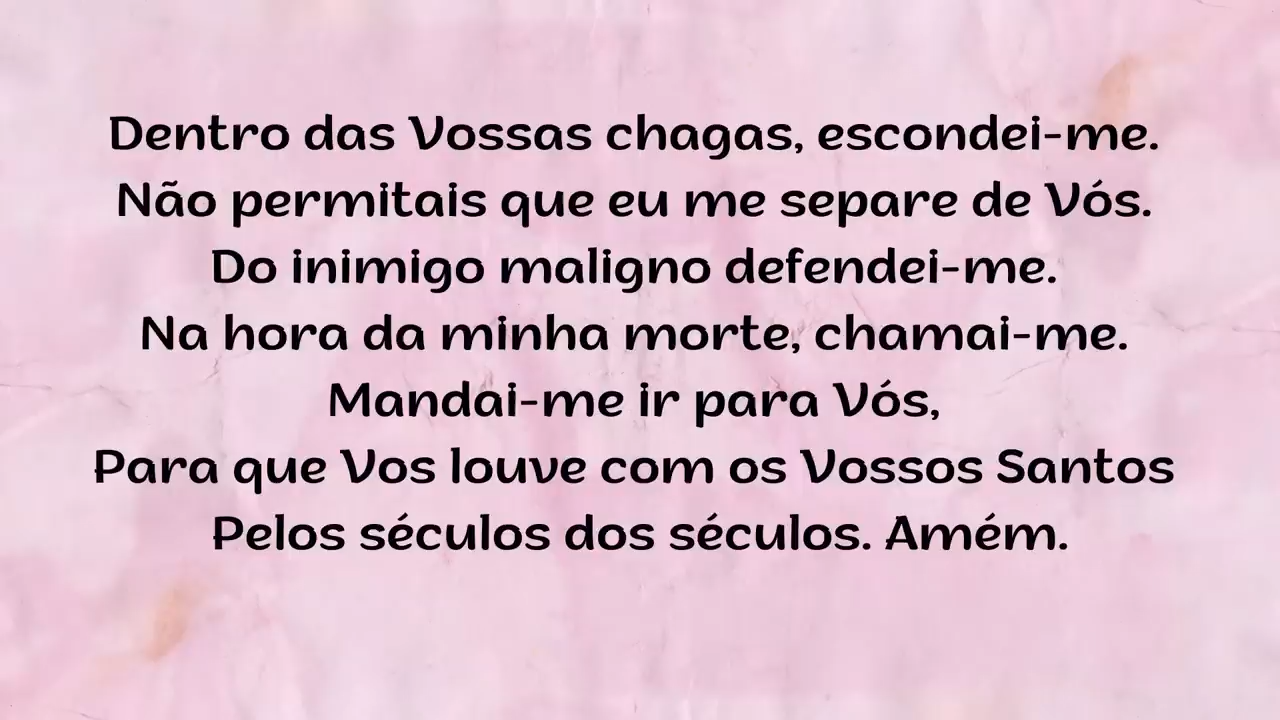 Dentro das Vossas chagas, escondei-me.
Não permitais que eu me separe de Vós.
Do inimigo maligno defendei-me.
Na hora da minha morte, chamai-me.
Mandai-me ir para Vós,
Para que Vos louve com os Vossos Santos
Pelos séculos dos séculos. Amém.